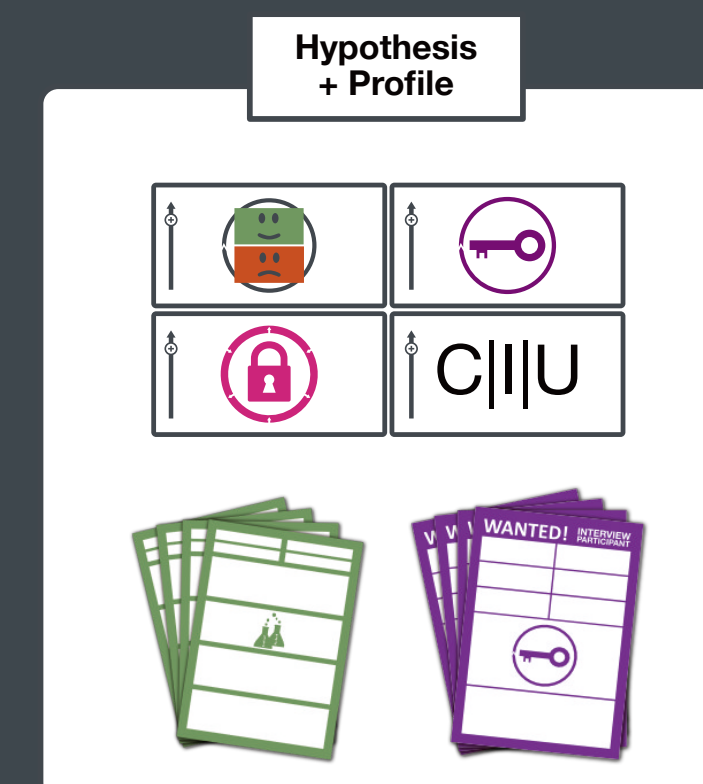 Hypothesis
+ Profile
C|I|U
W W W WANTED! INTERVIEW
PARTICIPANT